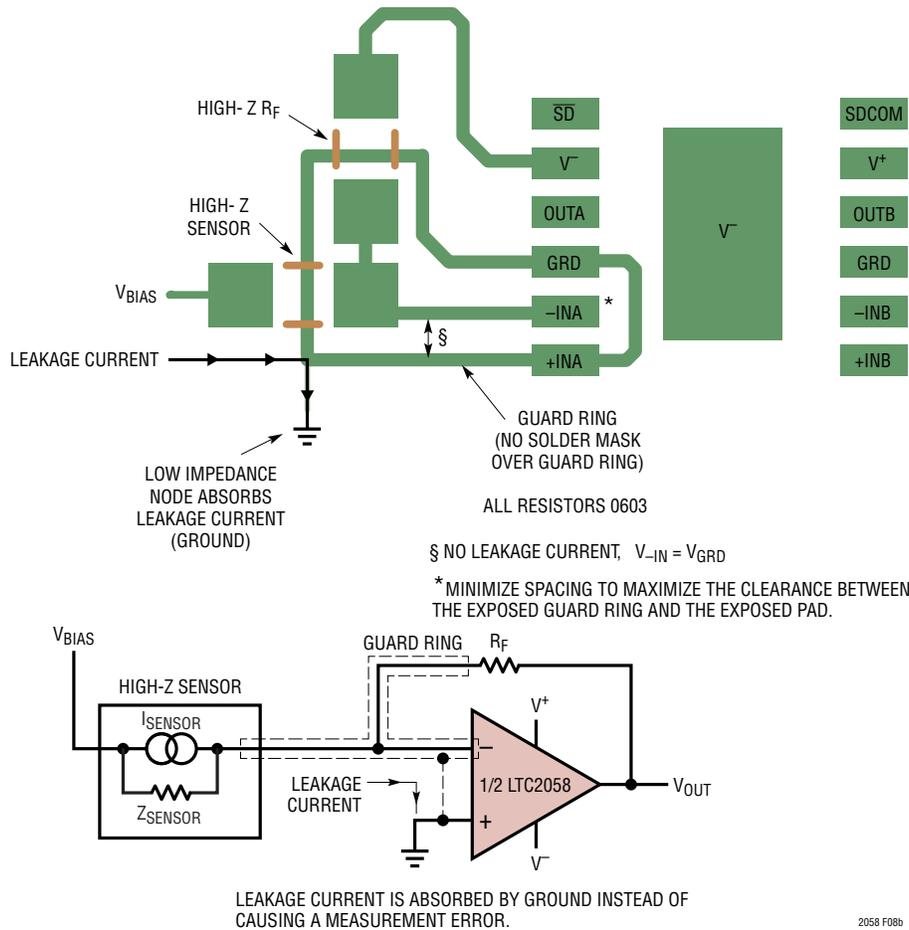 HIGH- Z RF
HIGH- Z
SENSOR
VBIAS
LEAKAGE CURRENT
SD
V–
OUTA
GRD
–INA
*
+INA
V–
SDCOM
V+
OUTB
GRD
–INB
+INB
§
GUARD RING
(NO SOLDER MASK
OVER GUARD RING)
LOW IMPEDANCE
NODE ABSORBS
LEAKAGE CURRENT
(GROUND)
ALL RESISTORS 0603
§ NO LEAKAGE CURRENT, V–IN = VGRD
*MINIMIZE SPACING TO MAXIMIZE THE CLEARANCE BETWEEN
THE EXPOSED GUARD RING AND THE EXPOSED PAD.
VBIAS
HIGH-Z SENSOR
ISENSOR
ZSENSOR
GUARD RING
RF
V+
–
1/2 LTC2058
+
V–
VOUT
LEAKAGE
CURRENT
LEAKAGE CURRENT IS ABSORBED BY GROUND INSTEAD OF
CAUSING A MEASUREMENT ERROR.
2058 F08b